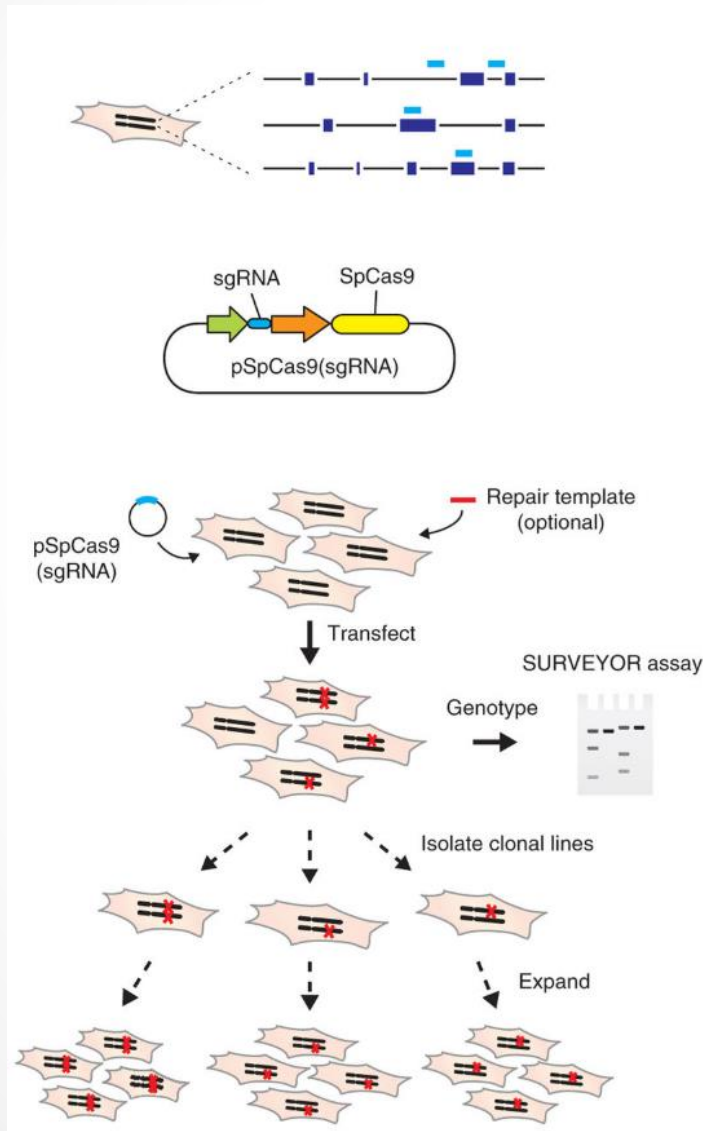 sgRNA
SpCas9
pSpCas9(sgRNA)
pSpCas9
(sgRNA)
Repair template
(optional)
Transfect
SURVEYOR assay
Genotype
Isolate clonal lines
Expand